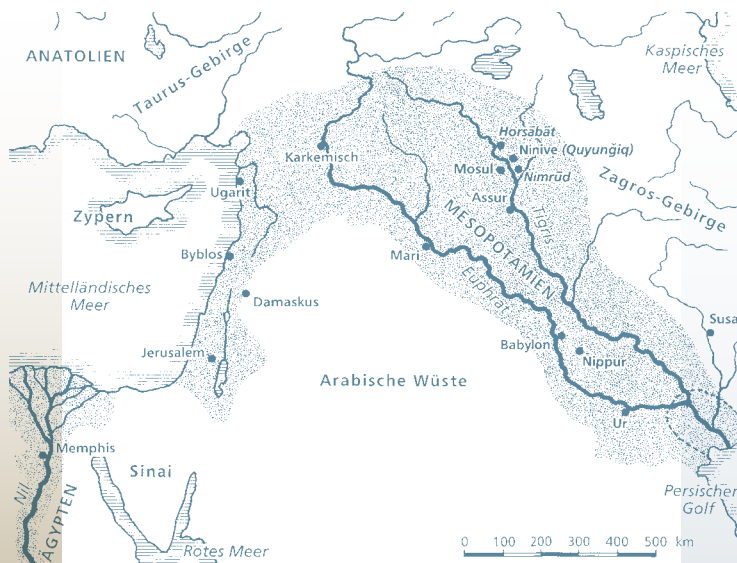 ANATOLIEN
Taurus-Gebirge
Kaspisches
Meer
Horsabāt
Ninive (Quyunğiq)
Karkemisch
Mosul
Nimrūd
Zagros-Gebirge
Ugarit
Assur
Zypern
MESOPOTAMIEN
Tigris
Byblos
Mari
Euphrat
Mittelländisches
Meer
Damaskus
Susa
Babylon
Jerusalem
Nippur
Arabische Wüste
Ur
Memphis
Sinai
Nil
ÄGYPTEN
Persischer
Golf
Rotes Meer
0 100 200 300 400 500 km